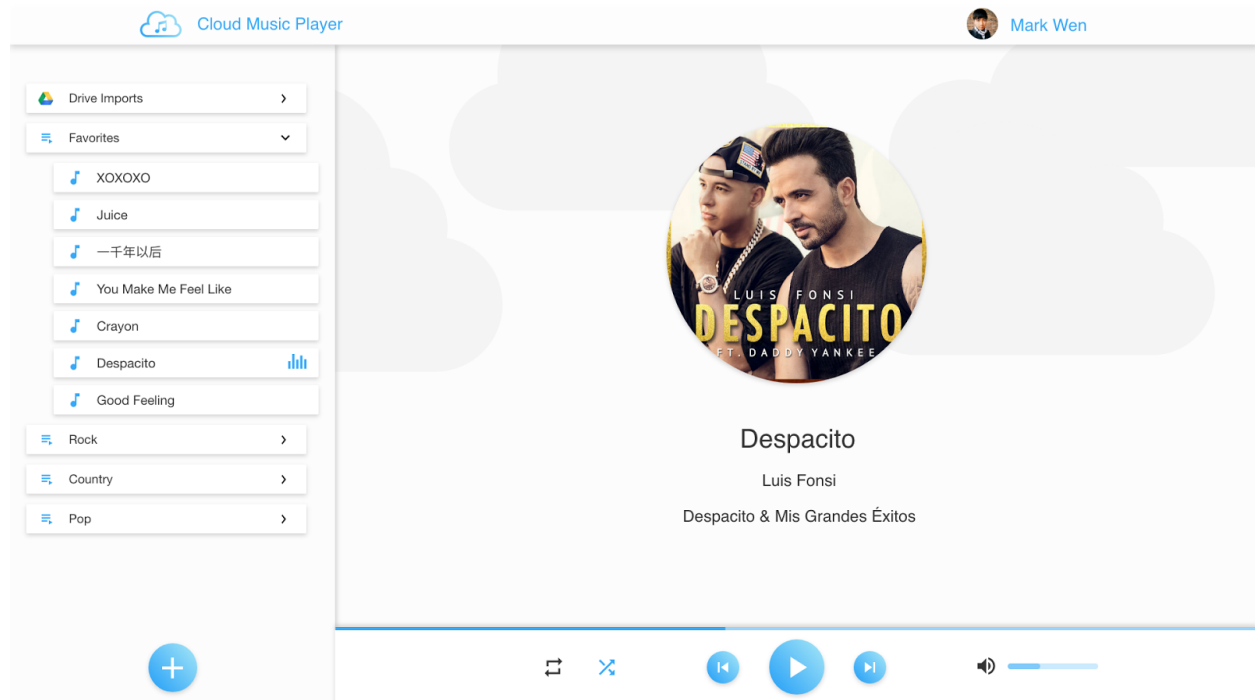 Cloud Music Player
Mark Wen
Drive Imports
Favorites
XOXOXO
Juice
一千年以后
You Make Me Feel Like
Crayon
Despacito
Good Feeling
Rock
Country
Pop
LUIS FONSI
DESPACITO
FT. DADDY YANKEE
Despacito
Luis Fonsi
Despacito & Mis Grandes Éxitos